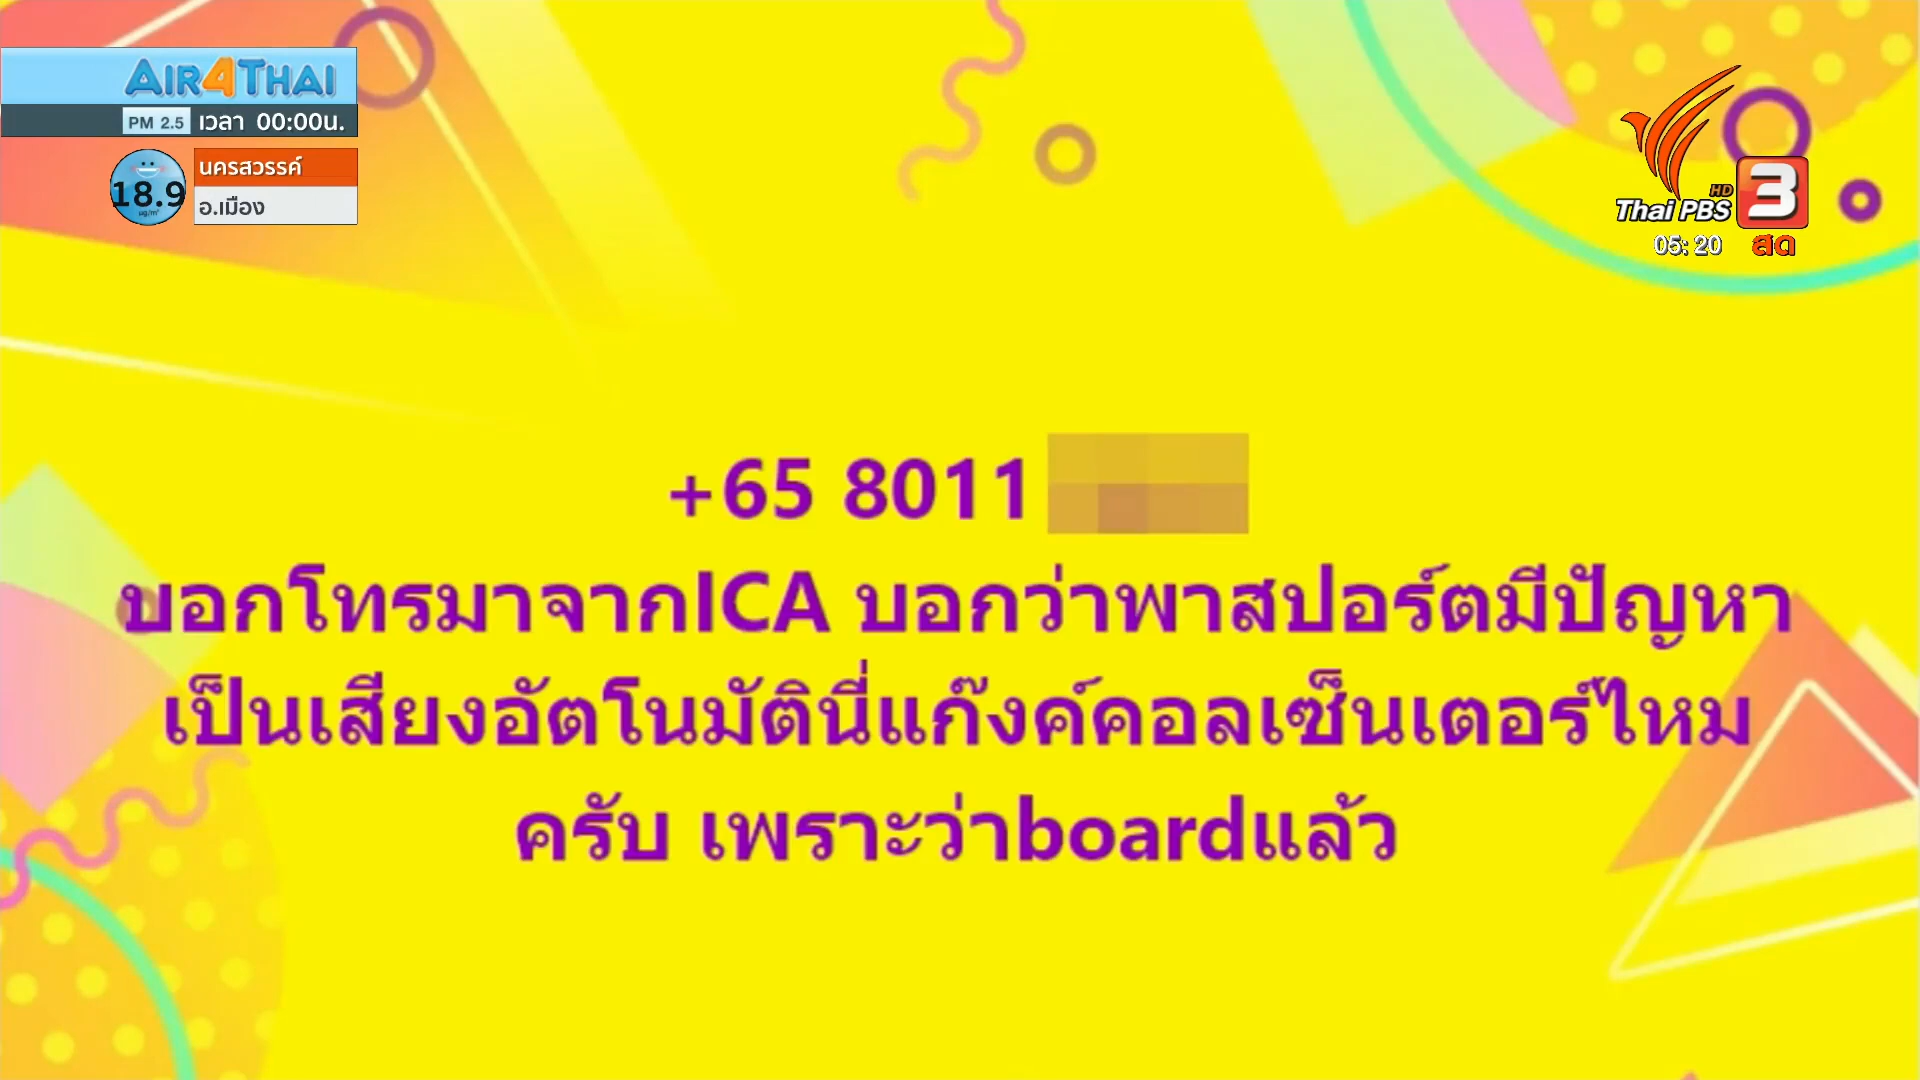 AIR4THAI
PM 2.5 เวลา 00:00น.
18.9
µg/m³
นครสวรรค์
อ.เมือง
HD
Thai PBS 3
05:20 สด
+65 8011
บอกโทรมาจากICA บอกว่าพาสปอร์ตมีปัญหา
เป็นเสียงอัตโนมัตินี่แก๊งค์คอลเซ็นเตอร์ไหม
ครับ เพราะว่าboardแล้ว